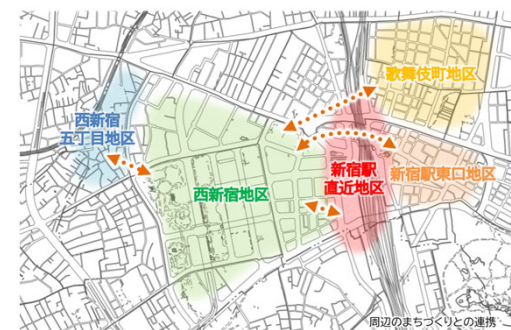 歌舞伎町地区
西新宿
五丁目地区
新宿駅
直近地区
新宿駅東口地区
西新宿地区
周辺のまちづくりとの連携